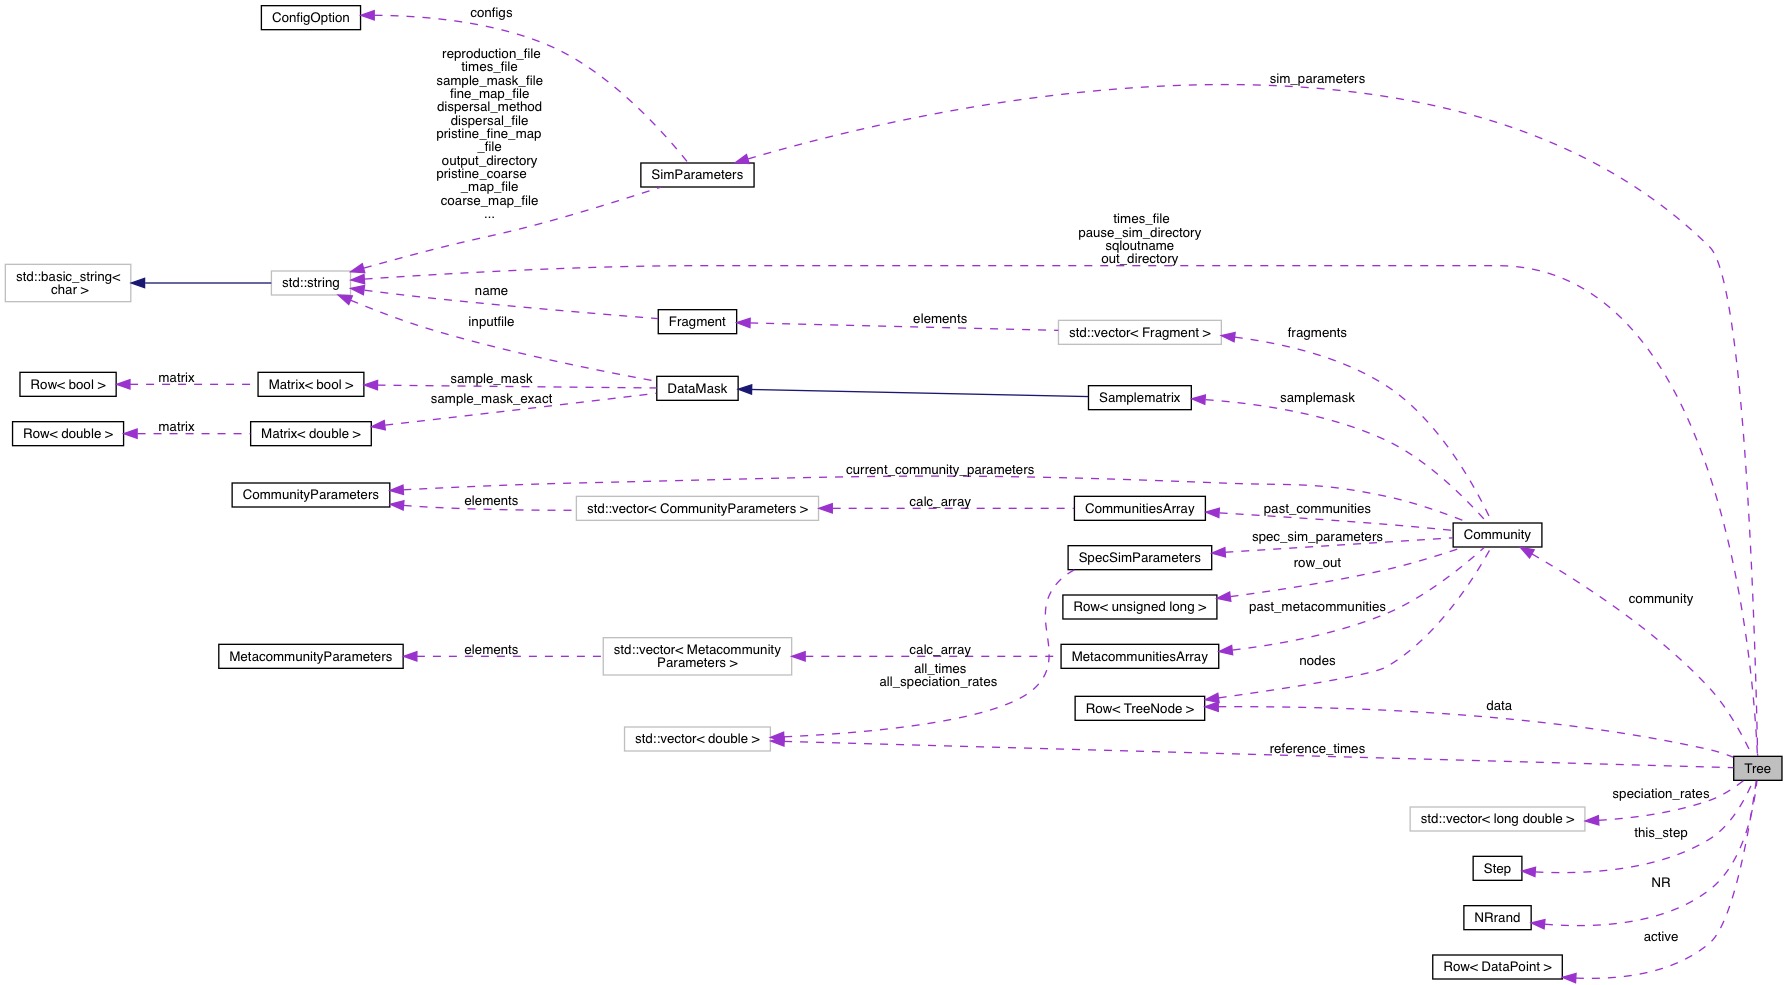 configs
ConfigOption
reproduction_file
times_file
sample_mask_file
fine_map_file
dispersal_method
dispersal_file
pristine_fine_map
_file
output_directory
pristine_coarse
_map_file
coarse_map_file
...
sim_parameters
SimParameters
times_file
pause_sim_directory
sqloutname
out_directory
std::basic_string<
char >
std::string
name
inputfile
Fragment
elements
std::vector< Fragment >
fragments
Row< bool >
matrix
Matrix< bool >
sample_mask
sample_mask_exact
DataMask
Samplematrix
samplemask
Row< double >
matrix
Matrix< double >
current_community_parameters
CommunityParameters
elements
std::vector< CommunityParameters >
calc_array
CommunitiesArray
past_communities
Community
spec_sim_parameters
SpecSimParameters
row_out
Row< unsigned long >
past_metacommunities
community
MetacommunityParameters
elements
std::vector< Metacommunity
Parameters >
calc_array
MetacommunitiesArray
all_times
all_speciation_rates
nodes
Row< TreeNode >
data
std::vector< double >
reference_times
Tree
speciation_rates
std::vector< long double >
this_step
Step
NR
NRrand
active
Row< DataPoint >